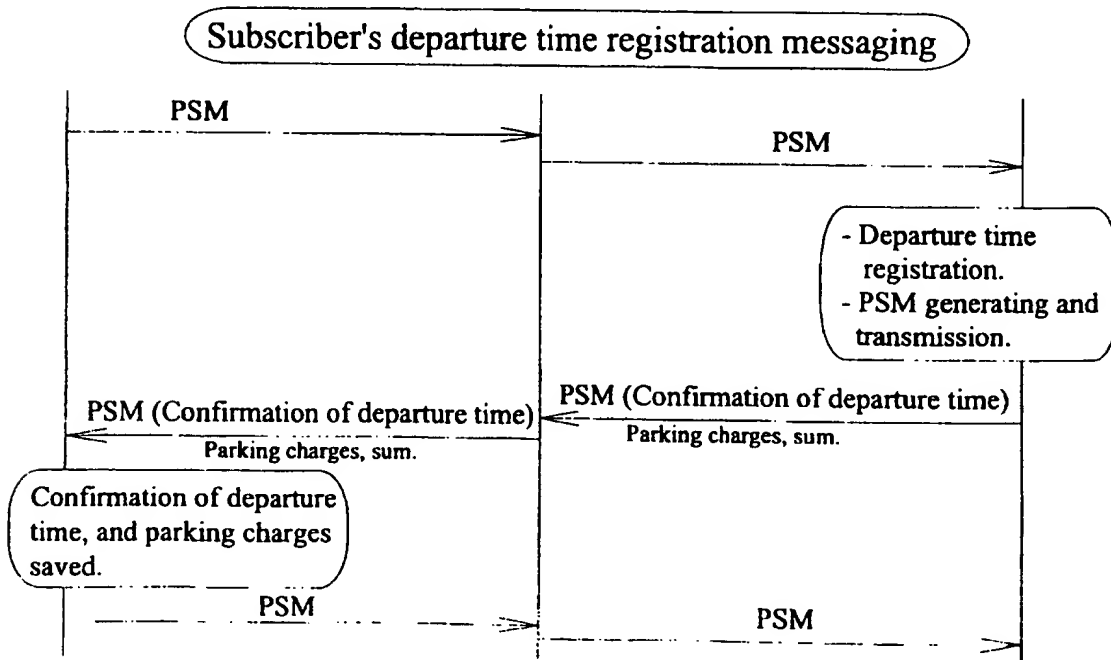 Subscriber's departure time registration messaging
PSM
PSM
- Departure time
registration.
- PSM generating and
transmission.
PSM (Confirmation of departure time)
Parking charges, sum.
PSM (Confirmation of departure time)
Parking charges, sum.
Confirmation of departure
time, and parking charges
saved.
PSM
PSM